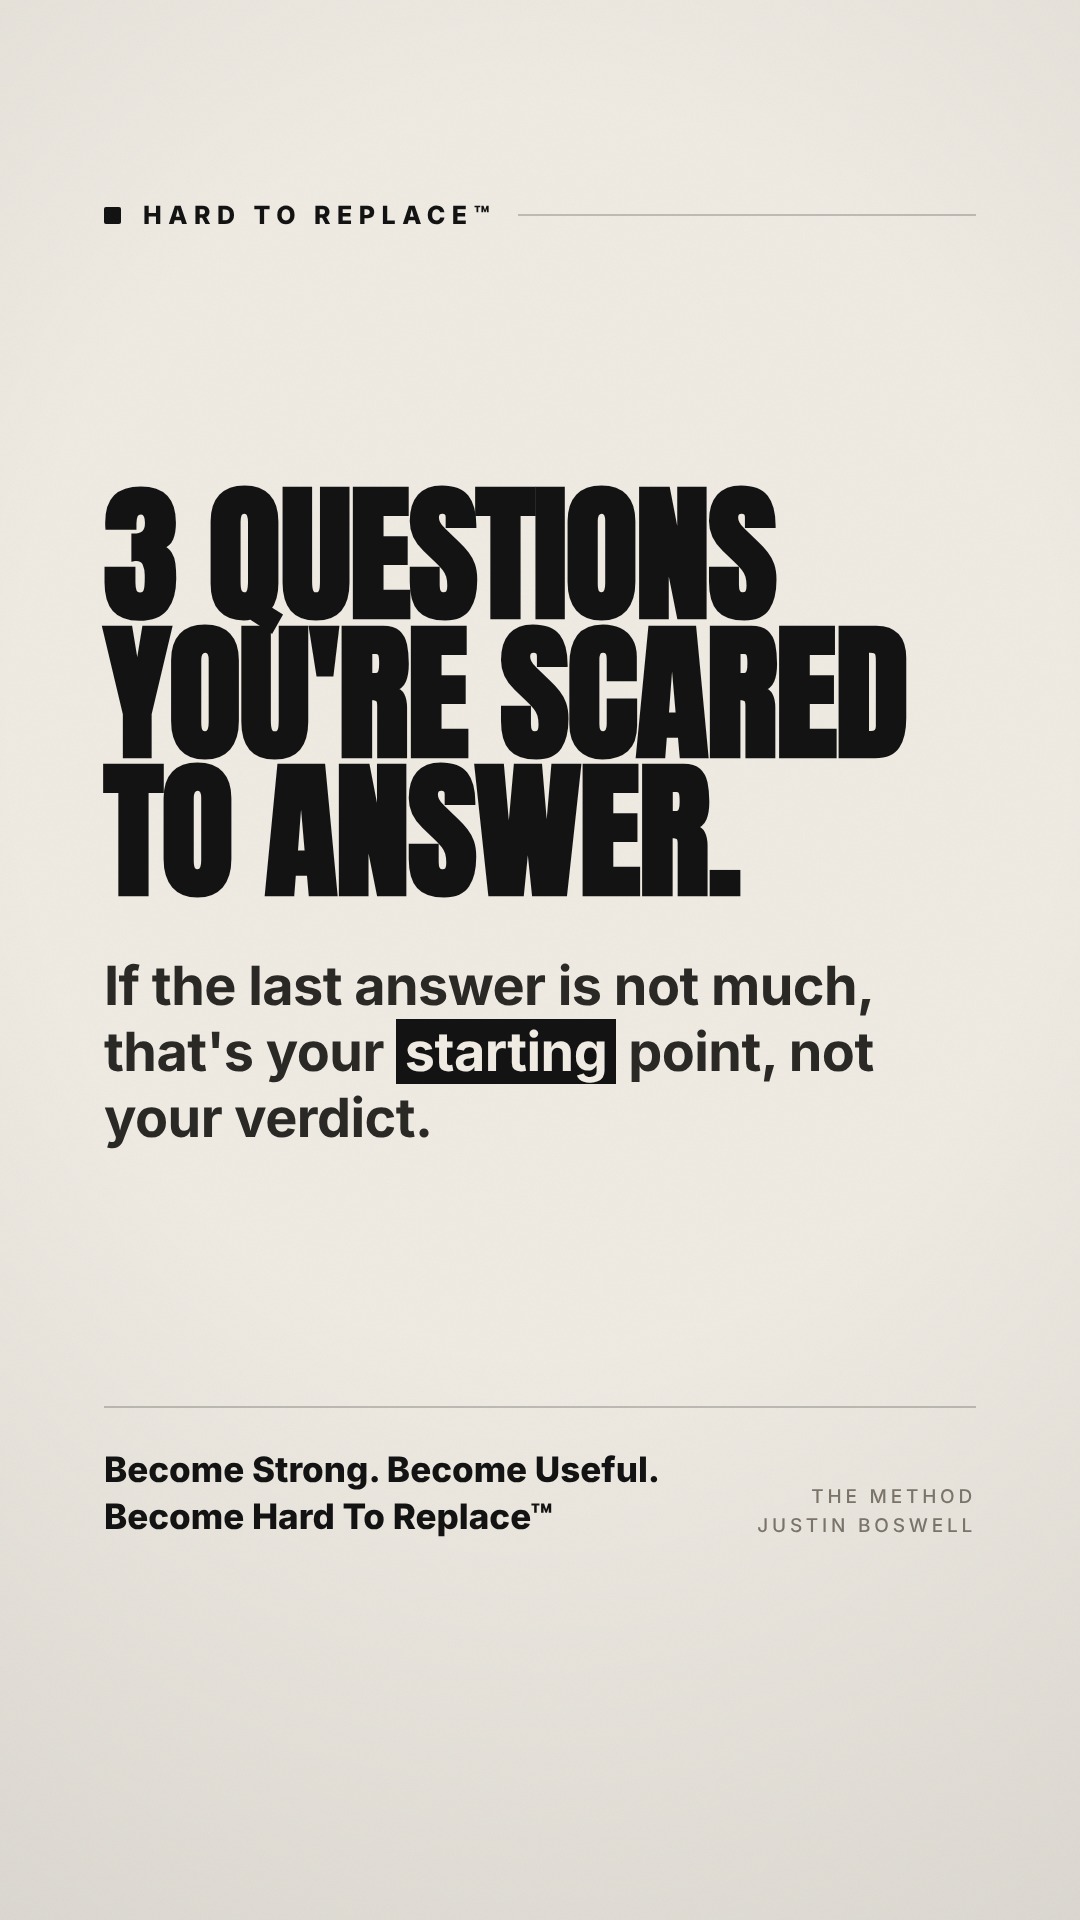 HARD TO REPLACE™
3 QUESTIONS
YOU'RE SCARED
TO ANSWER.
If the last answer is not much,
that's your starting point, not
your verdict.
Become Strong. Become Useful.
Become Hard To Replace™
THE METHOD
JUSTIN BOSWELL